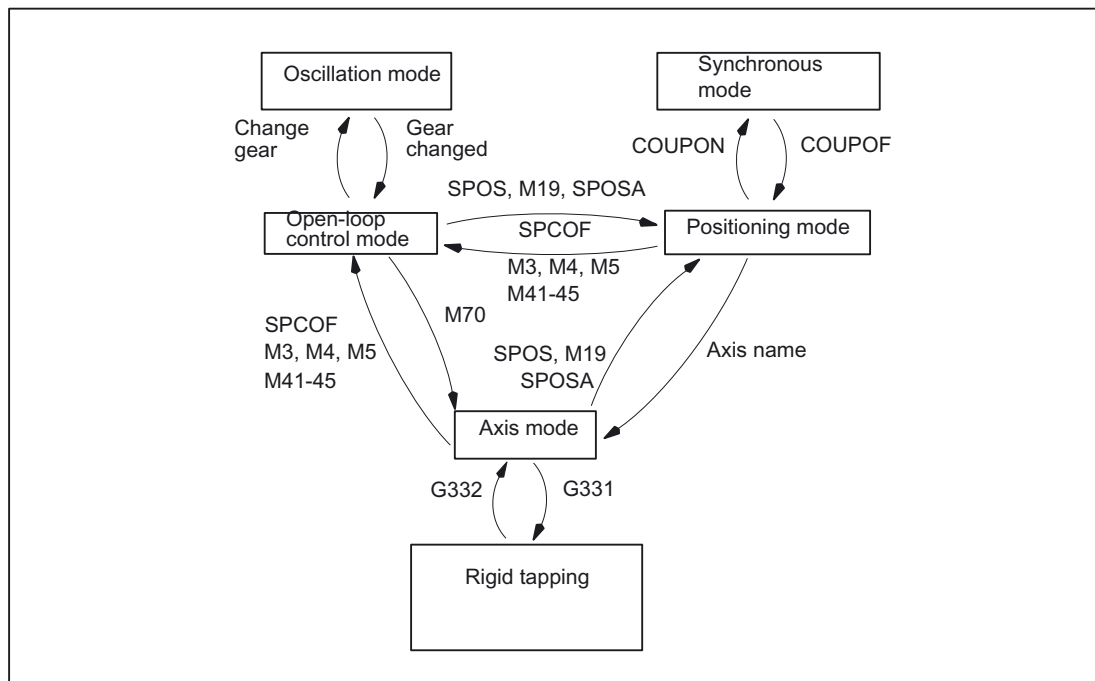 Oscillation mode
Synchronous
mode
Change
gear
Gear
changed
COUPON
COUPOF
SPOS, M19, SPOSA
Open-loop
control mode
SPCOF
Positioning mode
M3, M4, M5
M41-45
M70
SPCOF
M3, M4, M5
M41-45
SPOS, M19
SPOSA
Axis name
Axis mode
G332
G331
Rigid tapping